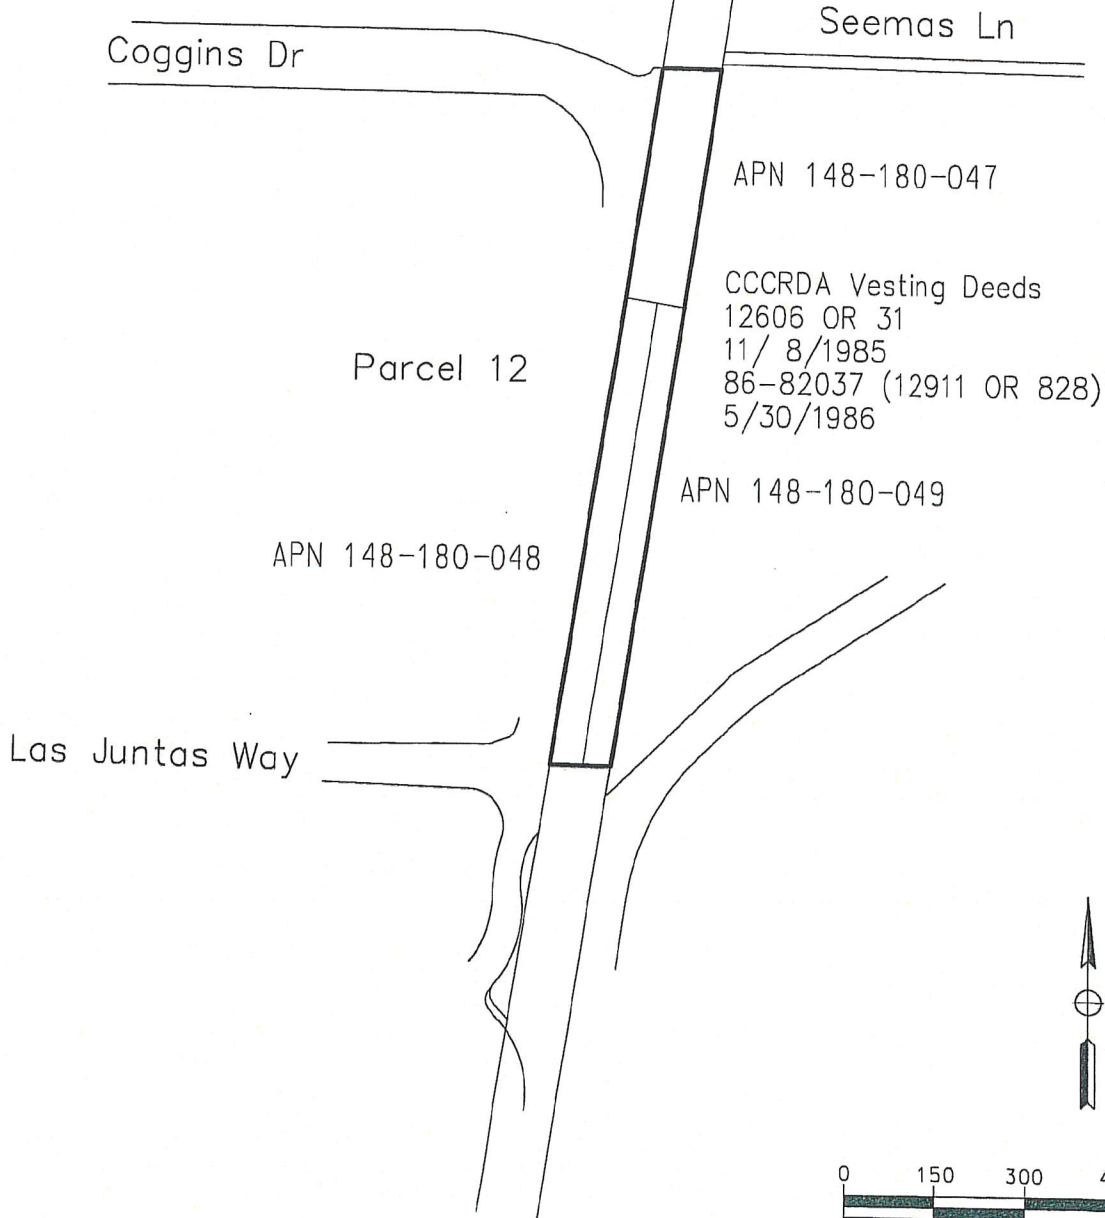 Seemas Ln
Coggins Dr
APN 148-180-047
CCCRDA Vesting Deeds
12606 OR 31
11/ 8/1985
86-82037 (12911 OR 828)
5/30/1986
Parcel 12
APN 148-180-049
APN 148-180-048
Las Juntas Way
0 150 300